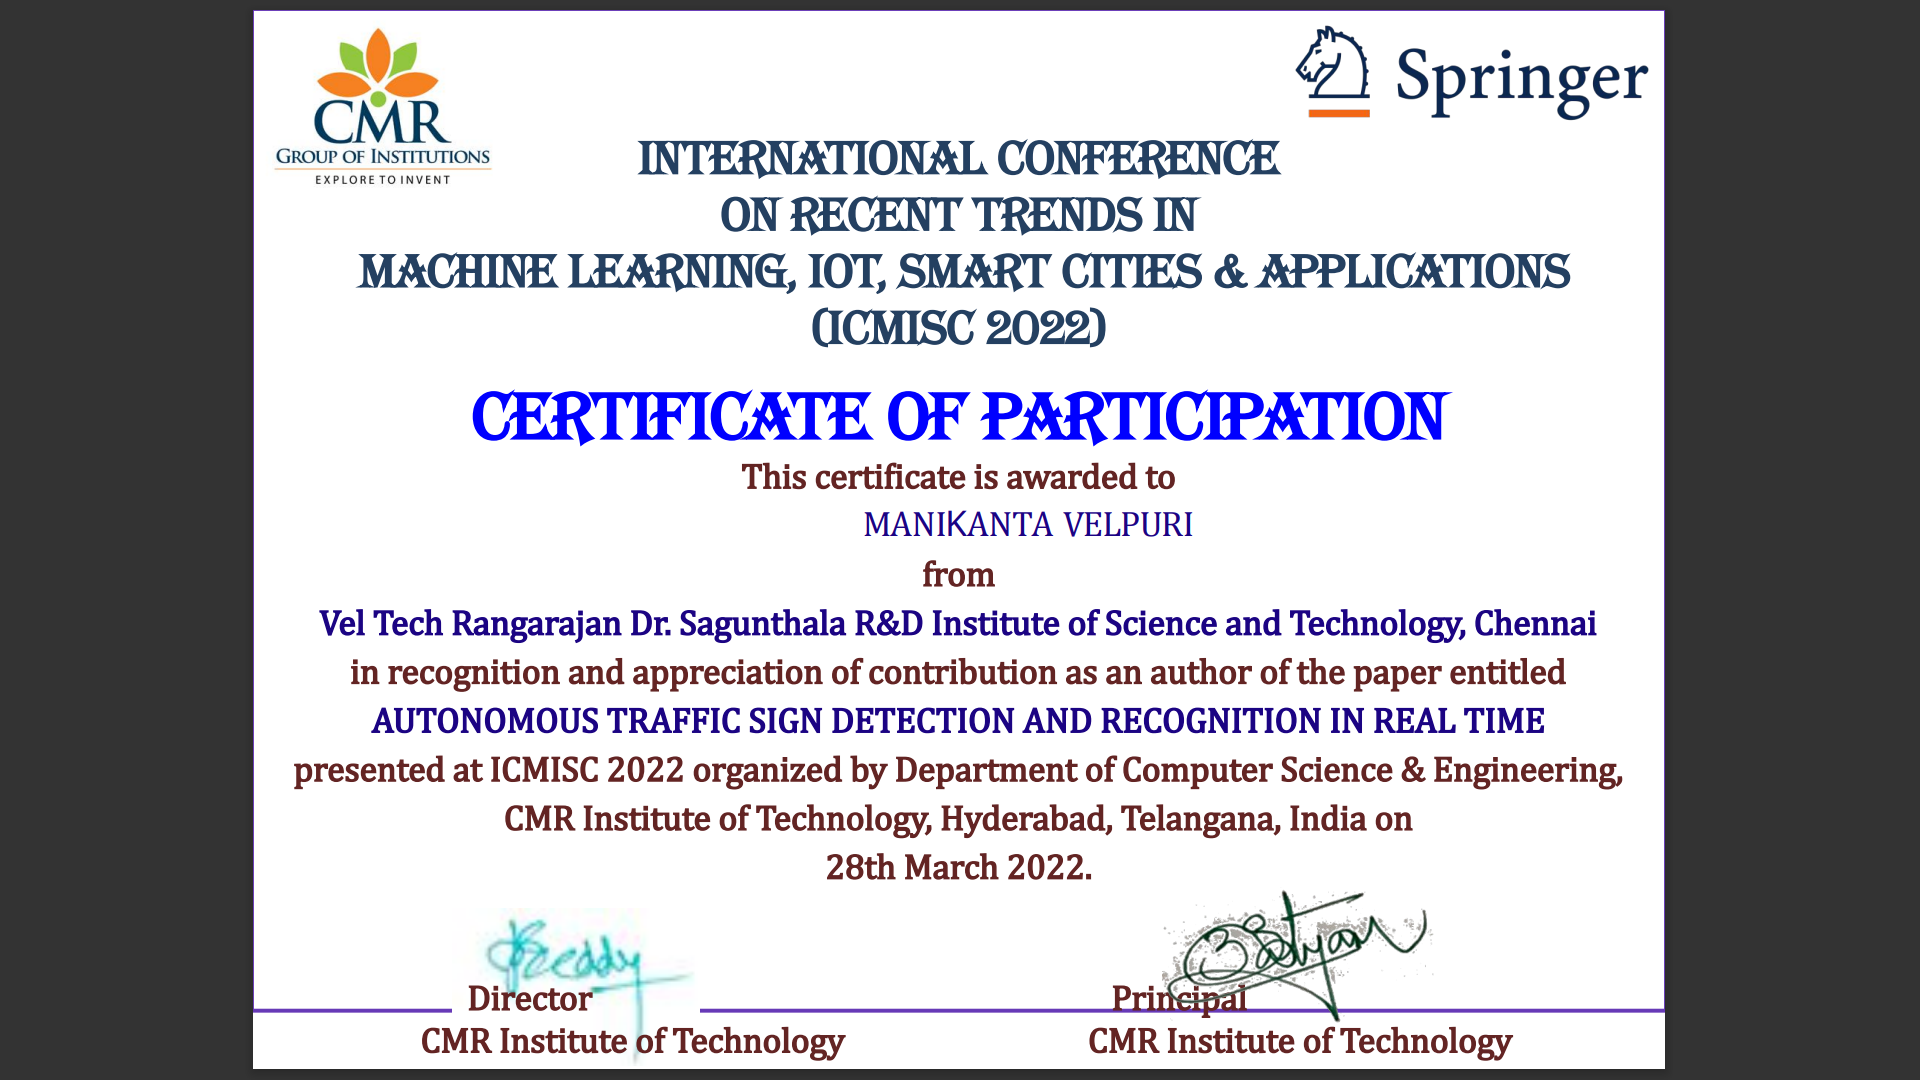 CMR
GROUP OF INSTITUTIONS
EXPLORE TO INVENT
Springer
INTERNATIONAL CONFERENCE
ON RECENT TRENDS IN
MACHINE LEARNING, IOT, SMART CITIES & APPLICATIONS
(ICMISC 2022)
CERTIFICATE OF PARTICIPATION
This certificate is awarded to
MANIKANTA VELPURI
from
Vel Tech Rangarajan Dr. Sagunthala R&D Institute of Science and Technology, Chennai
in recognition and appreciation of contribution as an author of the paper entitled
AUTONOMOUS TRAFFIC SIGN DETECTION AND RECOGNITION IN REAL TIME
presented at ICMISC 2022 organized by Department of Computer Science & Engineering,
CMR Institute of Technology, Hyderabad, Telangana, India on
28th March 2022.
Director
CMR Institute of Technology
Principal
CMR Institute of Technology